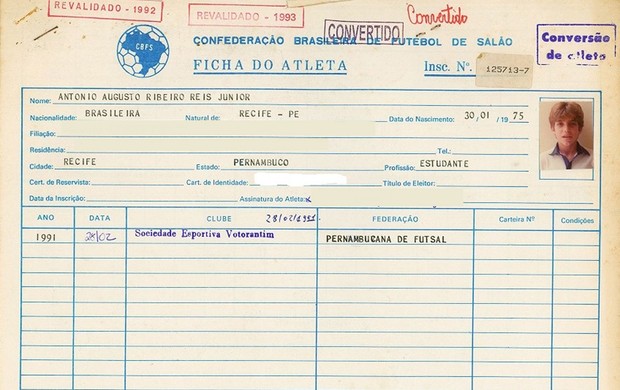 REVALIDADO - 1992
REVALIDADO - 1993
CONVERTIDO
Convertido
Conversão de atleta
CBFS
CONFEDERAÇÃO BRASILEIRA DE FUTEBOL DE SALÃO
FICHA DO ATLETA Insc. Nº. 125713-7
Nome: ANTONIO AUGUSTO RIBEIRO REIS JUNIOR
Nacionalidade: BRASILEIRA Natural de RECIFE - PE Data do Nascimento: 30/01/1975
Filiação:
Residência: Tel.:
Cidade: RECIFE Estado: PERNAMBUCO Profissão: ESTUDANTE
Cert. de Reservista: Cart. de Identidade: Título de Eleitor:
Data da Inscrição: Assinatura do Atleta: x
ANO DATA CLUBE 28/02/1991 FEDERAÇÃO Carteira Nº Condições
1991 28/02 Sociedade Esportiva Votorantim PERNAMBUCANA DE FUTSAL